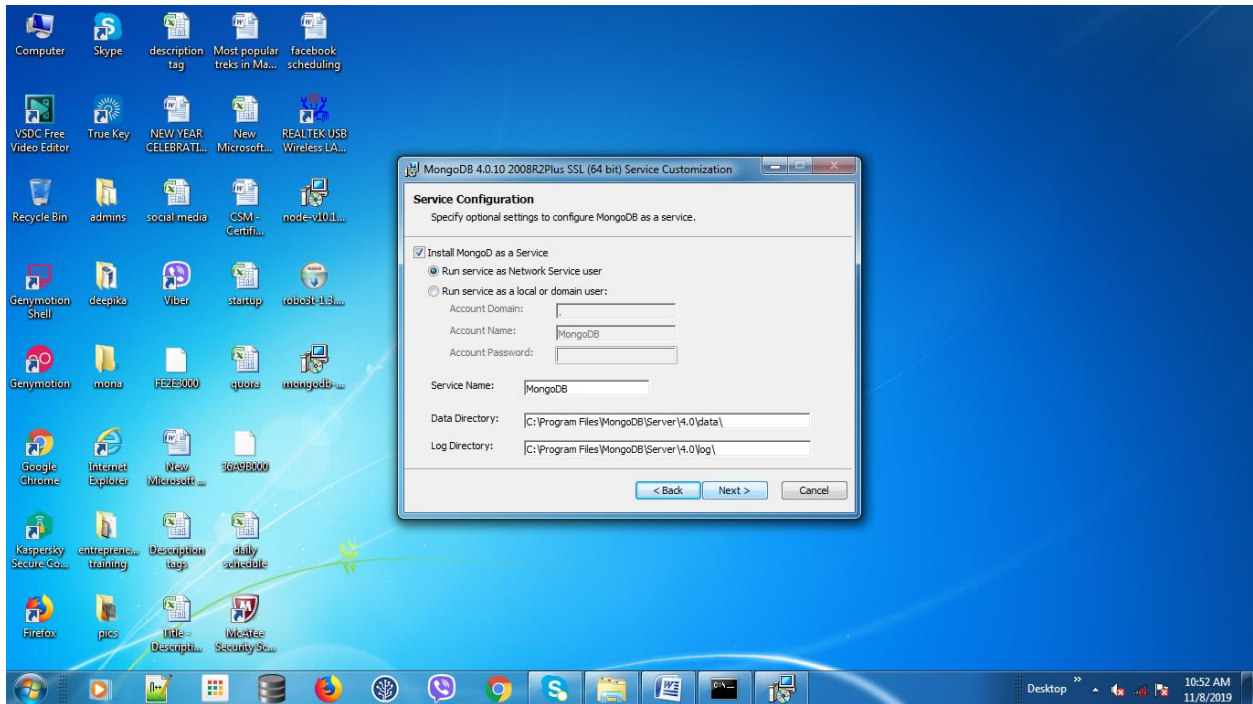 Computer
Skype
description
tag
Most popular
treks in Ma...
facebook
scheduling
VSDC Free
Video Editor
True Key
NEW YEAR
CELEBRATI...
New
Microsoft...
REALTEK USB
Wireless LA...
Recycle Bin
admins
social media
CSM -
Certifi...
node-v10.1...
Genymotion
Shell
deepika
Viber
startup
robo3t-1.3....
Genymotion
mona
FE2E3000
quora
mongodb-...
Google
Chrome
Internet
Explorer
New
Microsoft ...
36A9B000
Kaspersky
Secure Co...
entreprene...
training
Description
tags
daily
schedule
Firefox
pics
Title -
Descripti...
McAfee
Security Sc...
MongoDB 4.0.10 2008R2Plus SSL (64 bit) Service Customization
Service Configuration
Specify optional settings to configure MongoDB as a service.
Install MongoD as a Service
Run service as Network Service user
Run service as a local or domain user:
Account Domain: .
Account Name: MongoDB
Account Password:
Service Name: MongoDB
Data Directory: C:\Program Files\MongoDB\Server\4.0\data\
Log Directory: C:\Program Files\MongoDB\Server\4.0\log\
< Back Next > Cancel
Desktop »
10:52 AM
11/8/2019